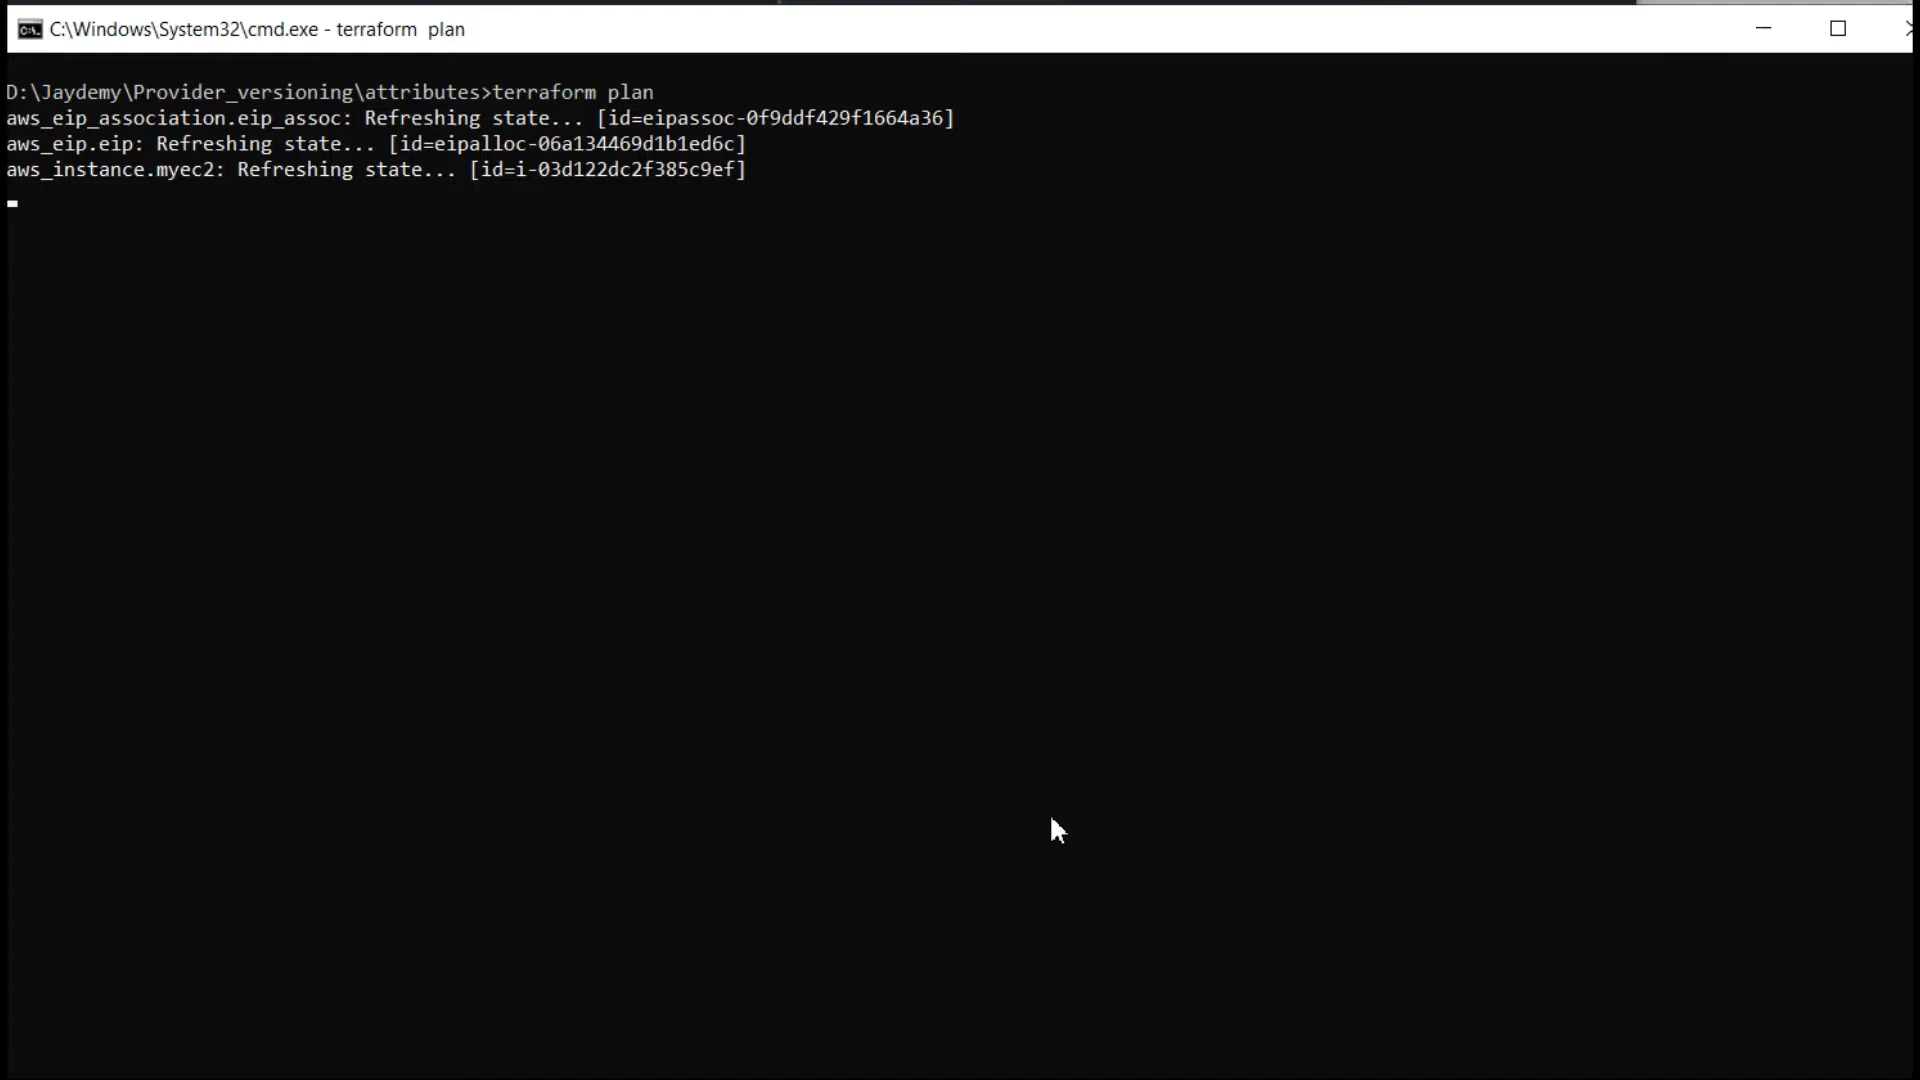 C:\Windows\System32\cmd.exe - terraform  plan
D:\Jaydemy\Provider_versioning\attributes>terraform plan
aws_eip_association.eip_assoc: Refreshing state... [id=eipassoc-0f9ddf429f1664a36]
aws_eip.eip: Refreshing state... [id=eipalloc-06a134469d1b1ed6c]
aws_instance.myec2: Refreshing state... [id=i-03d122dc2f385c9ef]